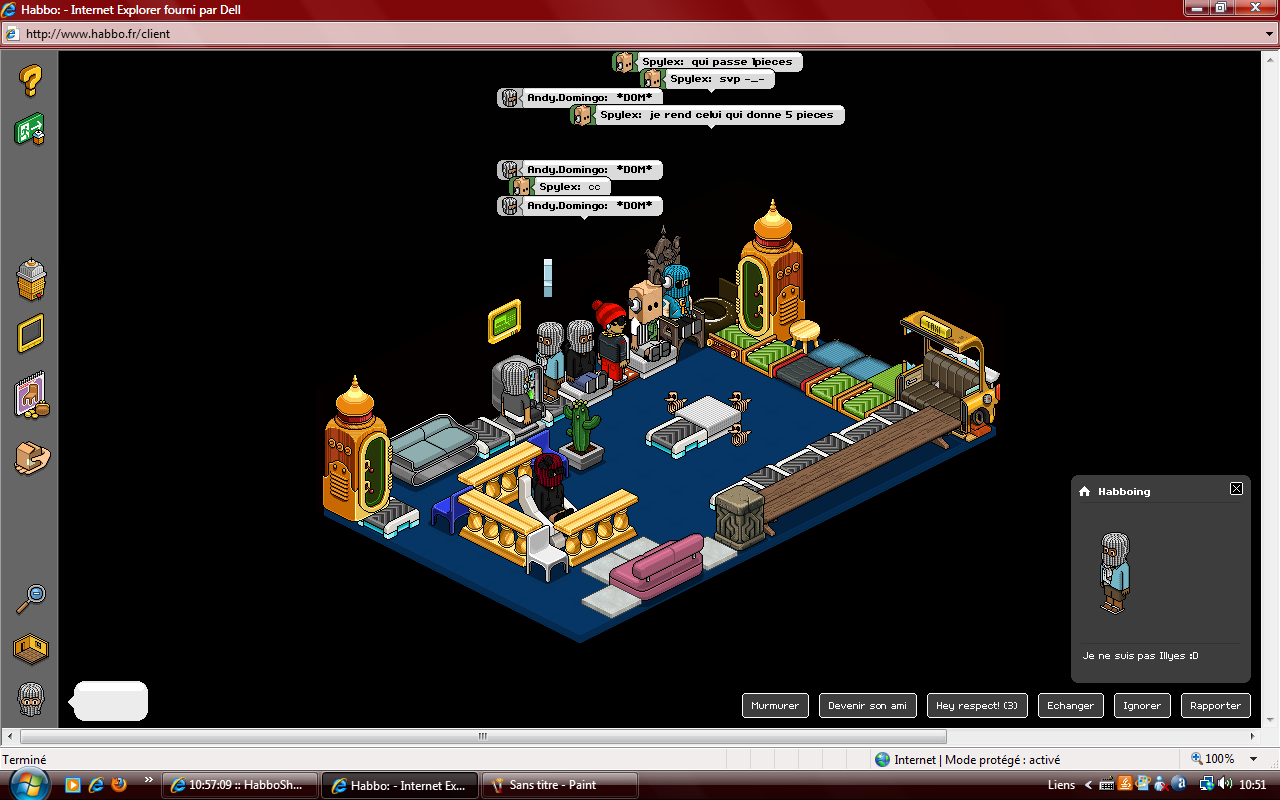 Habbo: - Internet Explorer fourni par Dell
http://www.habbo.fr/client
Spylex: qui passe 1pieces
Spylex: svp -_-
Andy.Domingo: *DOM*
Spylex: je rend celui qui donne 5 pieces
Andy.Domingo: *DOM*
Spylex: cc
Andy.Domingo: *DOM*
TAXI
Habboing
Je ne suis pas Illyes :D
Murmurer
Devenir son ami
Hey respect! (3)
Echanger
Ignorer
Rapporter
Terminé
Internet | Mode protégé : activé
100%
10:57:09 :: HabboSh...
Habbo: - Internet Ex...
Sans titre - Paint
Liens
10:51